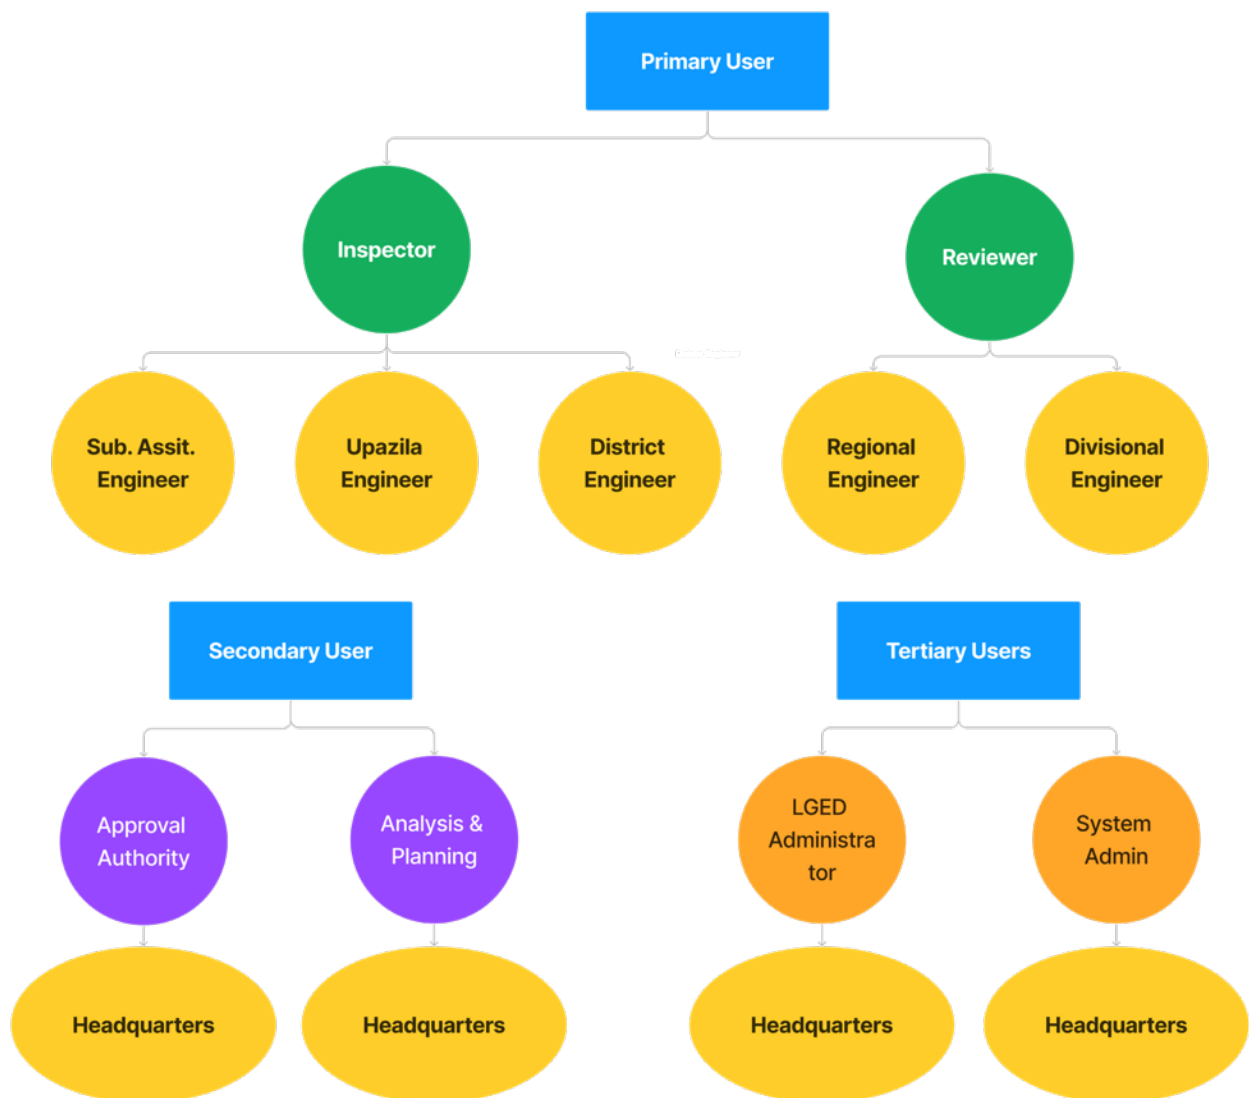 Primary User
Inspector
Reviewer
Sub. Assit.
Engineer
Upazila
Engineer
District
Engineer
Regional
Engineer
Divisional
Engineer
Secondary User
Tertiary Users
Approval
Authority
Analysis &
Planning
LGED
Administra
tor
System
Admin
Headquarters
Headquarters
Headquarters
Headquarters